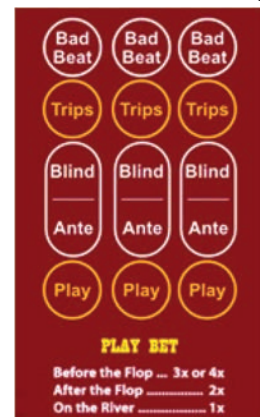 Bad Bad Bad
Beat Beat Beat
Trips Trips Trips
Blind Blind Blind
Ante Ante Ante
Play Play Play
PLAY BET
Before the Flop ... 3x or 4x
After the Flop ............... 2x
On the River .................. 1x